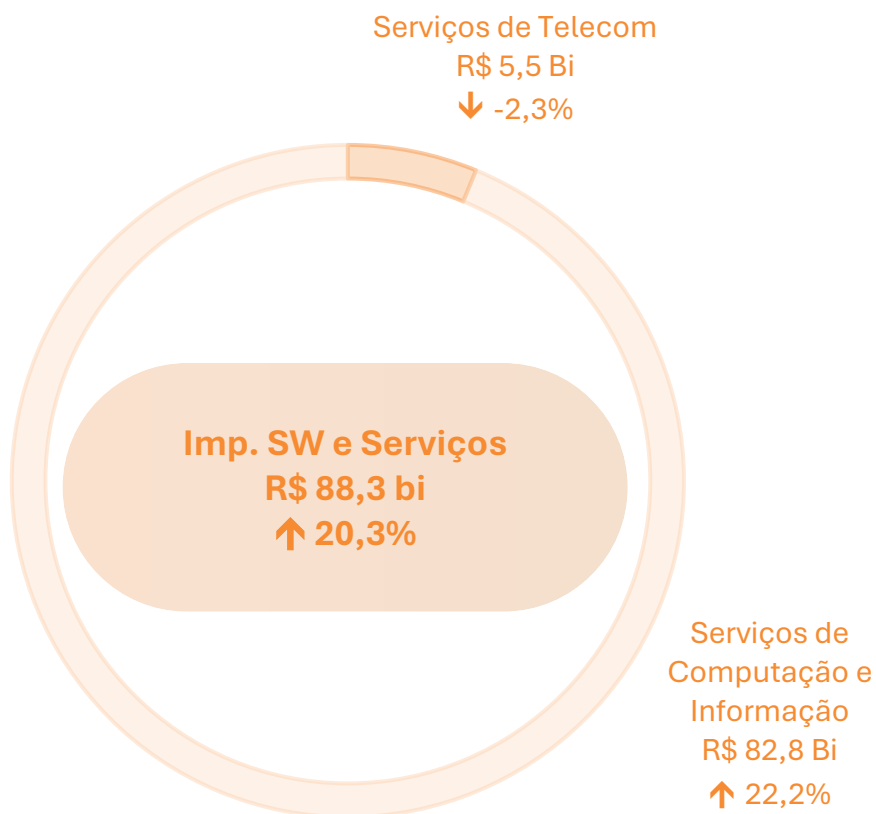 Serviços de Telecom
R$ 5,5 Bi
↓ -2,3%
Imp. SW e Serviços
R$ 88,3 bi
↑ 20,3%
Serviços de
Computação e
Informação
R$ 82,8 Bi
↑ 22,2%